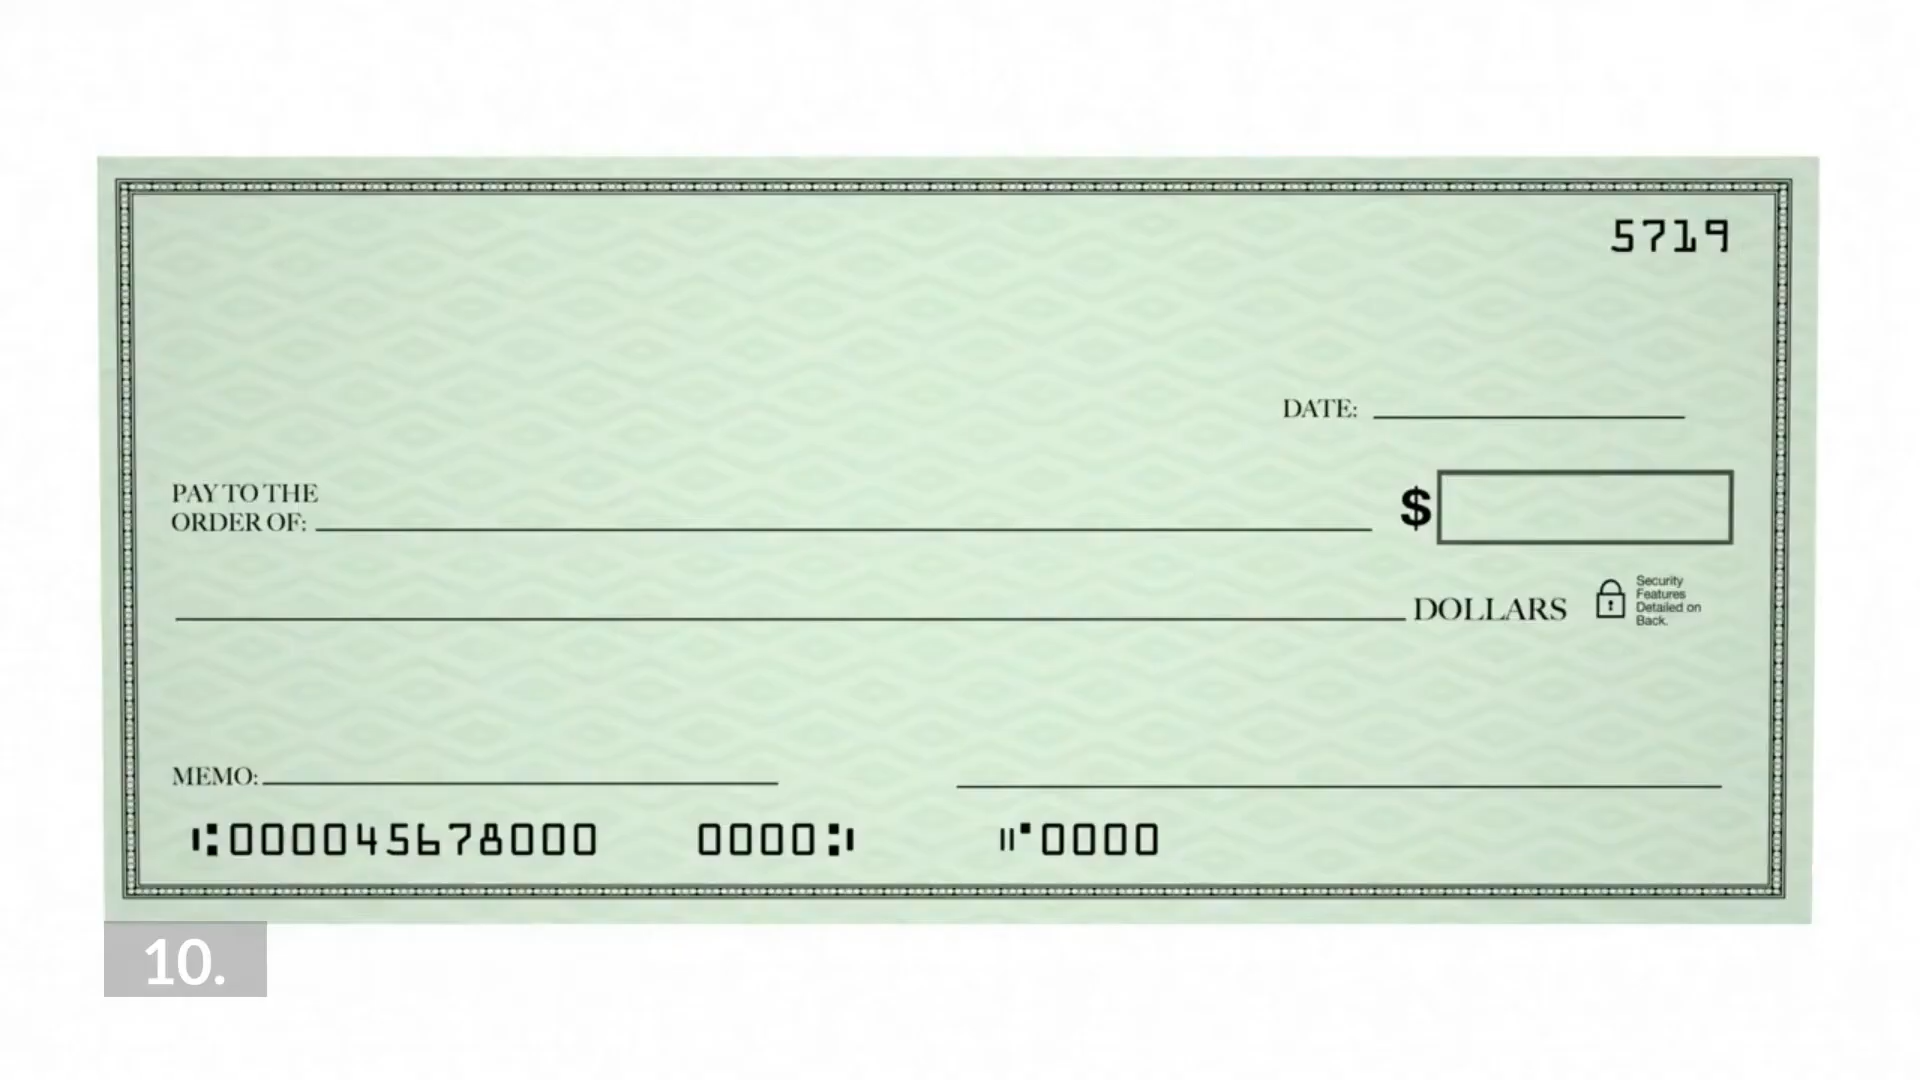 5719
DATE:
PAY TO THE
ORDER OF:
$
DOLLARS
Security
Features
Detailed on
Back.
MEMO:
⑆000045678000 0000⑆ ⑈0000
10.